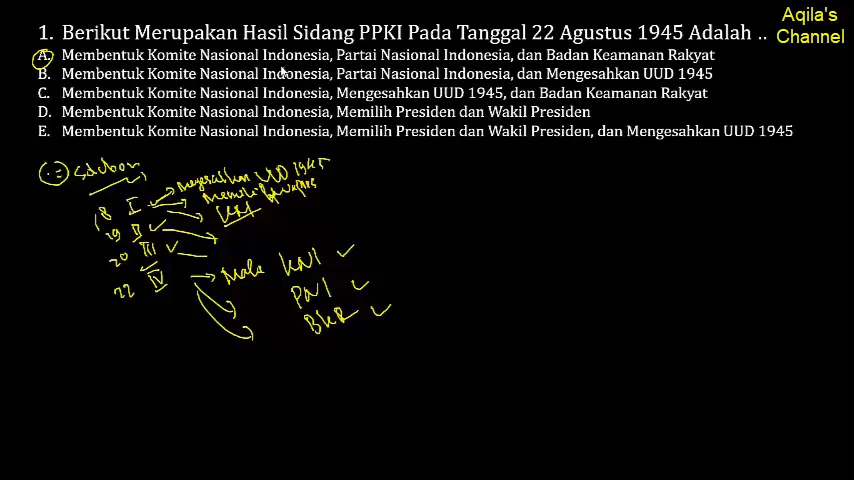 Aqila's
Channel
1. Berikut Merupakan Hasil Sidang PPKI Pada Tanggal 22 Agustus 1945 Adalah ..
A. Membentuk Komite Nasional Indonesia, Partai Nasional Indonesia, dan Badan Keamanan Rakyat
B. Membentuk Komite Nasional Indonesia, Partai Nasional Indonesia, dan Mengesahkan UUD 1945
C. Membentuk Komite Nasional Indonesia, Mengesahkan UUD 1945, dan Badan Keamanan Rakyat
D. Membentuk Komite Nasional Indonesia, Memilih Presiden dan Wakil Presiden
E. Membentuk Komite Nasional Indonesia, Memilih Presiden dan Wakil Presiden, dan Mengesahkan UUD 1945
18 I UUD 1945
KNI
19 II
20 III
22 IV KNI
PNI
BKR